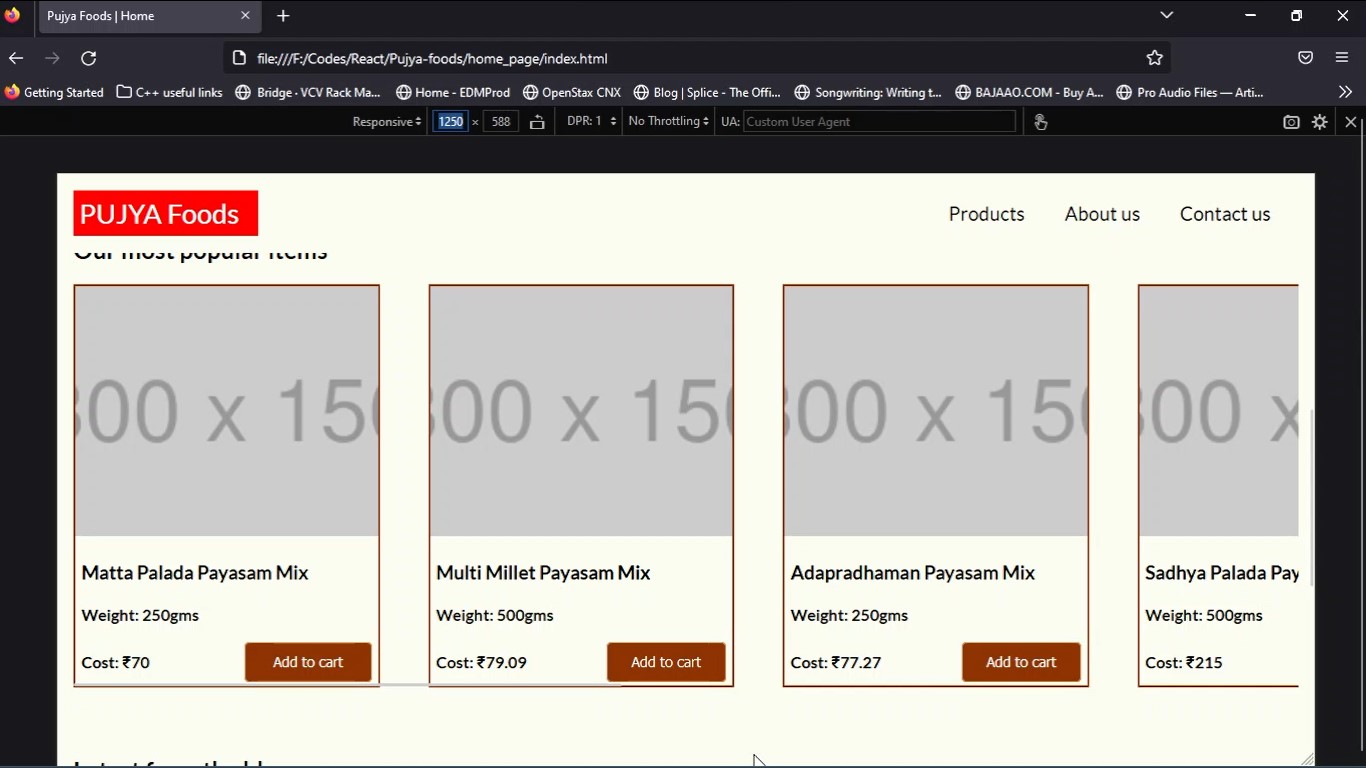 Pujya Foods | Home
file:///F:/Codes/React/Pujya-foods/home_page/index.html
Getting Started C++ useful links Bridge · VCV Rack Ma... Home - EDMProd OpenStax CNX Blog | Splice - The Offi... Songwriting: Writing t... BAJAAO.COM - Buy A... Pro Audio Files — Arti...
Responsive 1250 × 588 DPR: 1 No Throttling UA: Custom User Agent
PUJYA Foods Products About us Contact us
Our most popular items
300 x 150 300 x 150 300 x 150 300 x
Matta Palada Payasam Mix Multi Millet Payasam Mix Adapradhaman Payasam Mix Sadhya Palada Pay
Weight: 250gms Weight: 500gms Weight: 250gms Weight: 500gms
Cost: ₹70 Add to cart Cost: ₹79.09 Add to cart Cost: ₹77.27 Add to cart Cost: ₹215